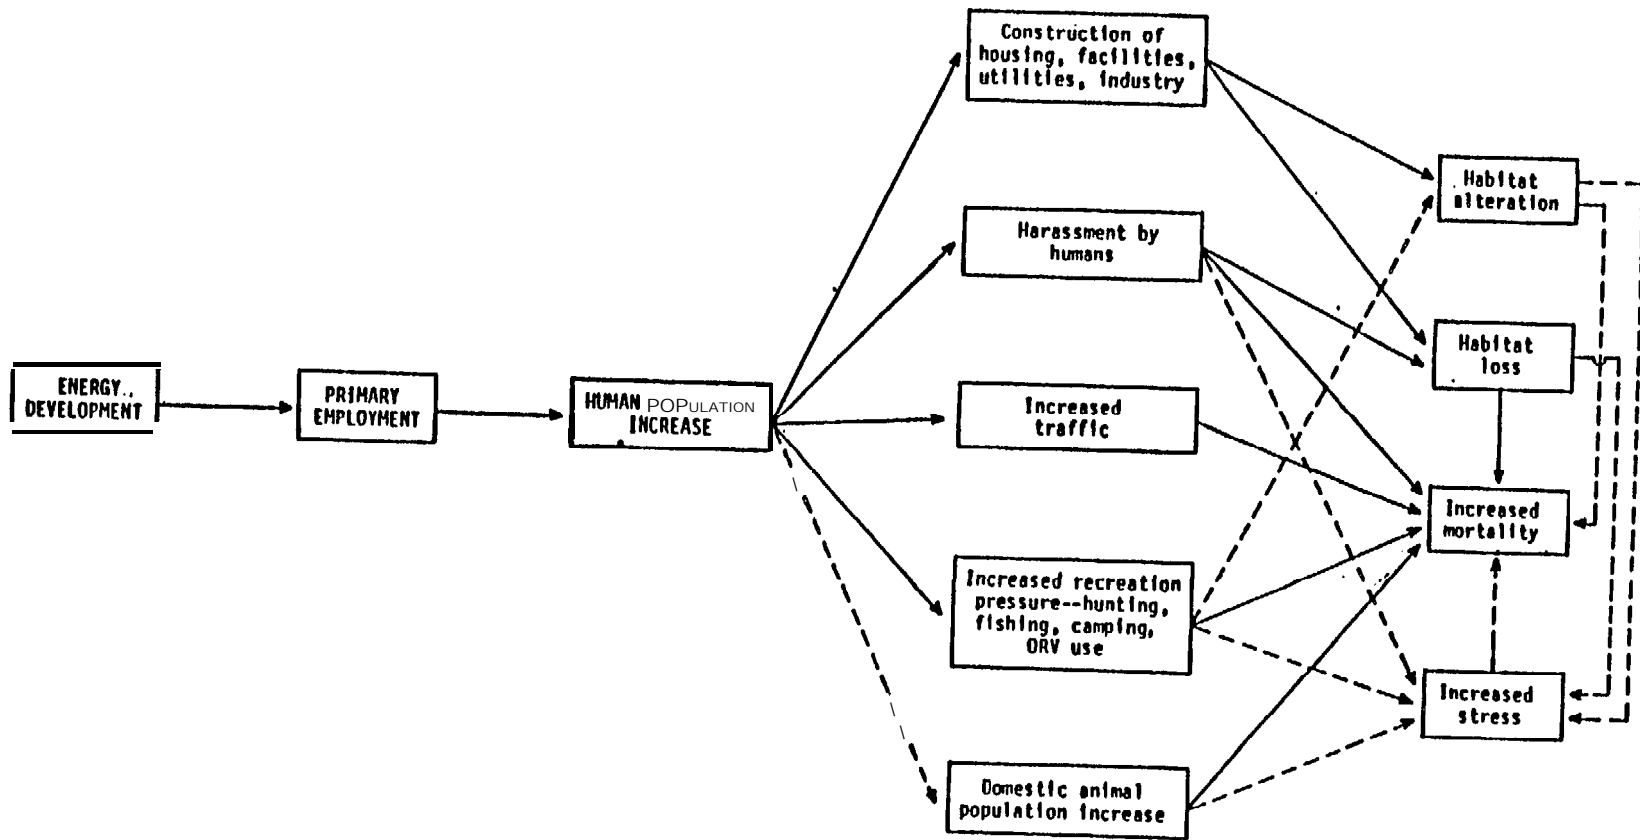 ENERGY..
DEVELOPMENT
PRIMARY
EMPLOYMENT
HUMAN POPULATION
INCREASE
Construction of
housing, facilities,
utilities, industry
Harassment by
humans
Increased
traffic
Increased recreation
pressure--hunting,
fishing, camping,
ORV use
Domestic animal
population increase
Habitat
alteration
Habitat
loss
Increased
mortality
Increased
stress